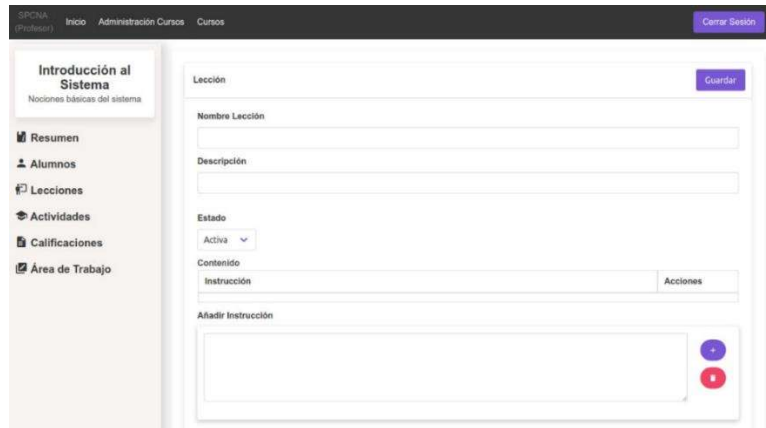 SPCNA
(Profesor)
Inicio
Administración Cursos
Cursos
Cerrar Sesión
Introducción al
Sistema
Nociones básicas del sistema
Resumen
Alumnos
Lecciones
Actividades
Calificaciones
Área de Trabajo
Lección
Guardar
Nombre Lección
Descripción
Estado
Activa
Contenido
Instrucción
Acciones
Añadir Instrucción
+